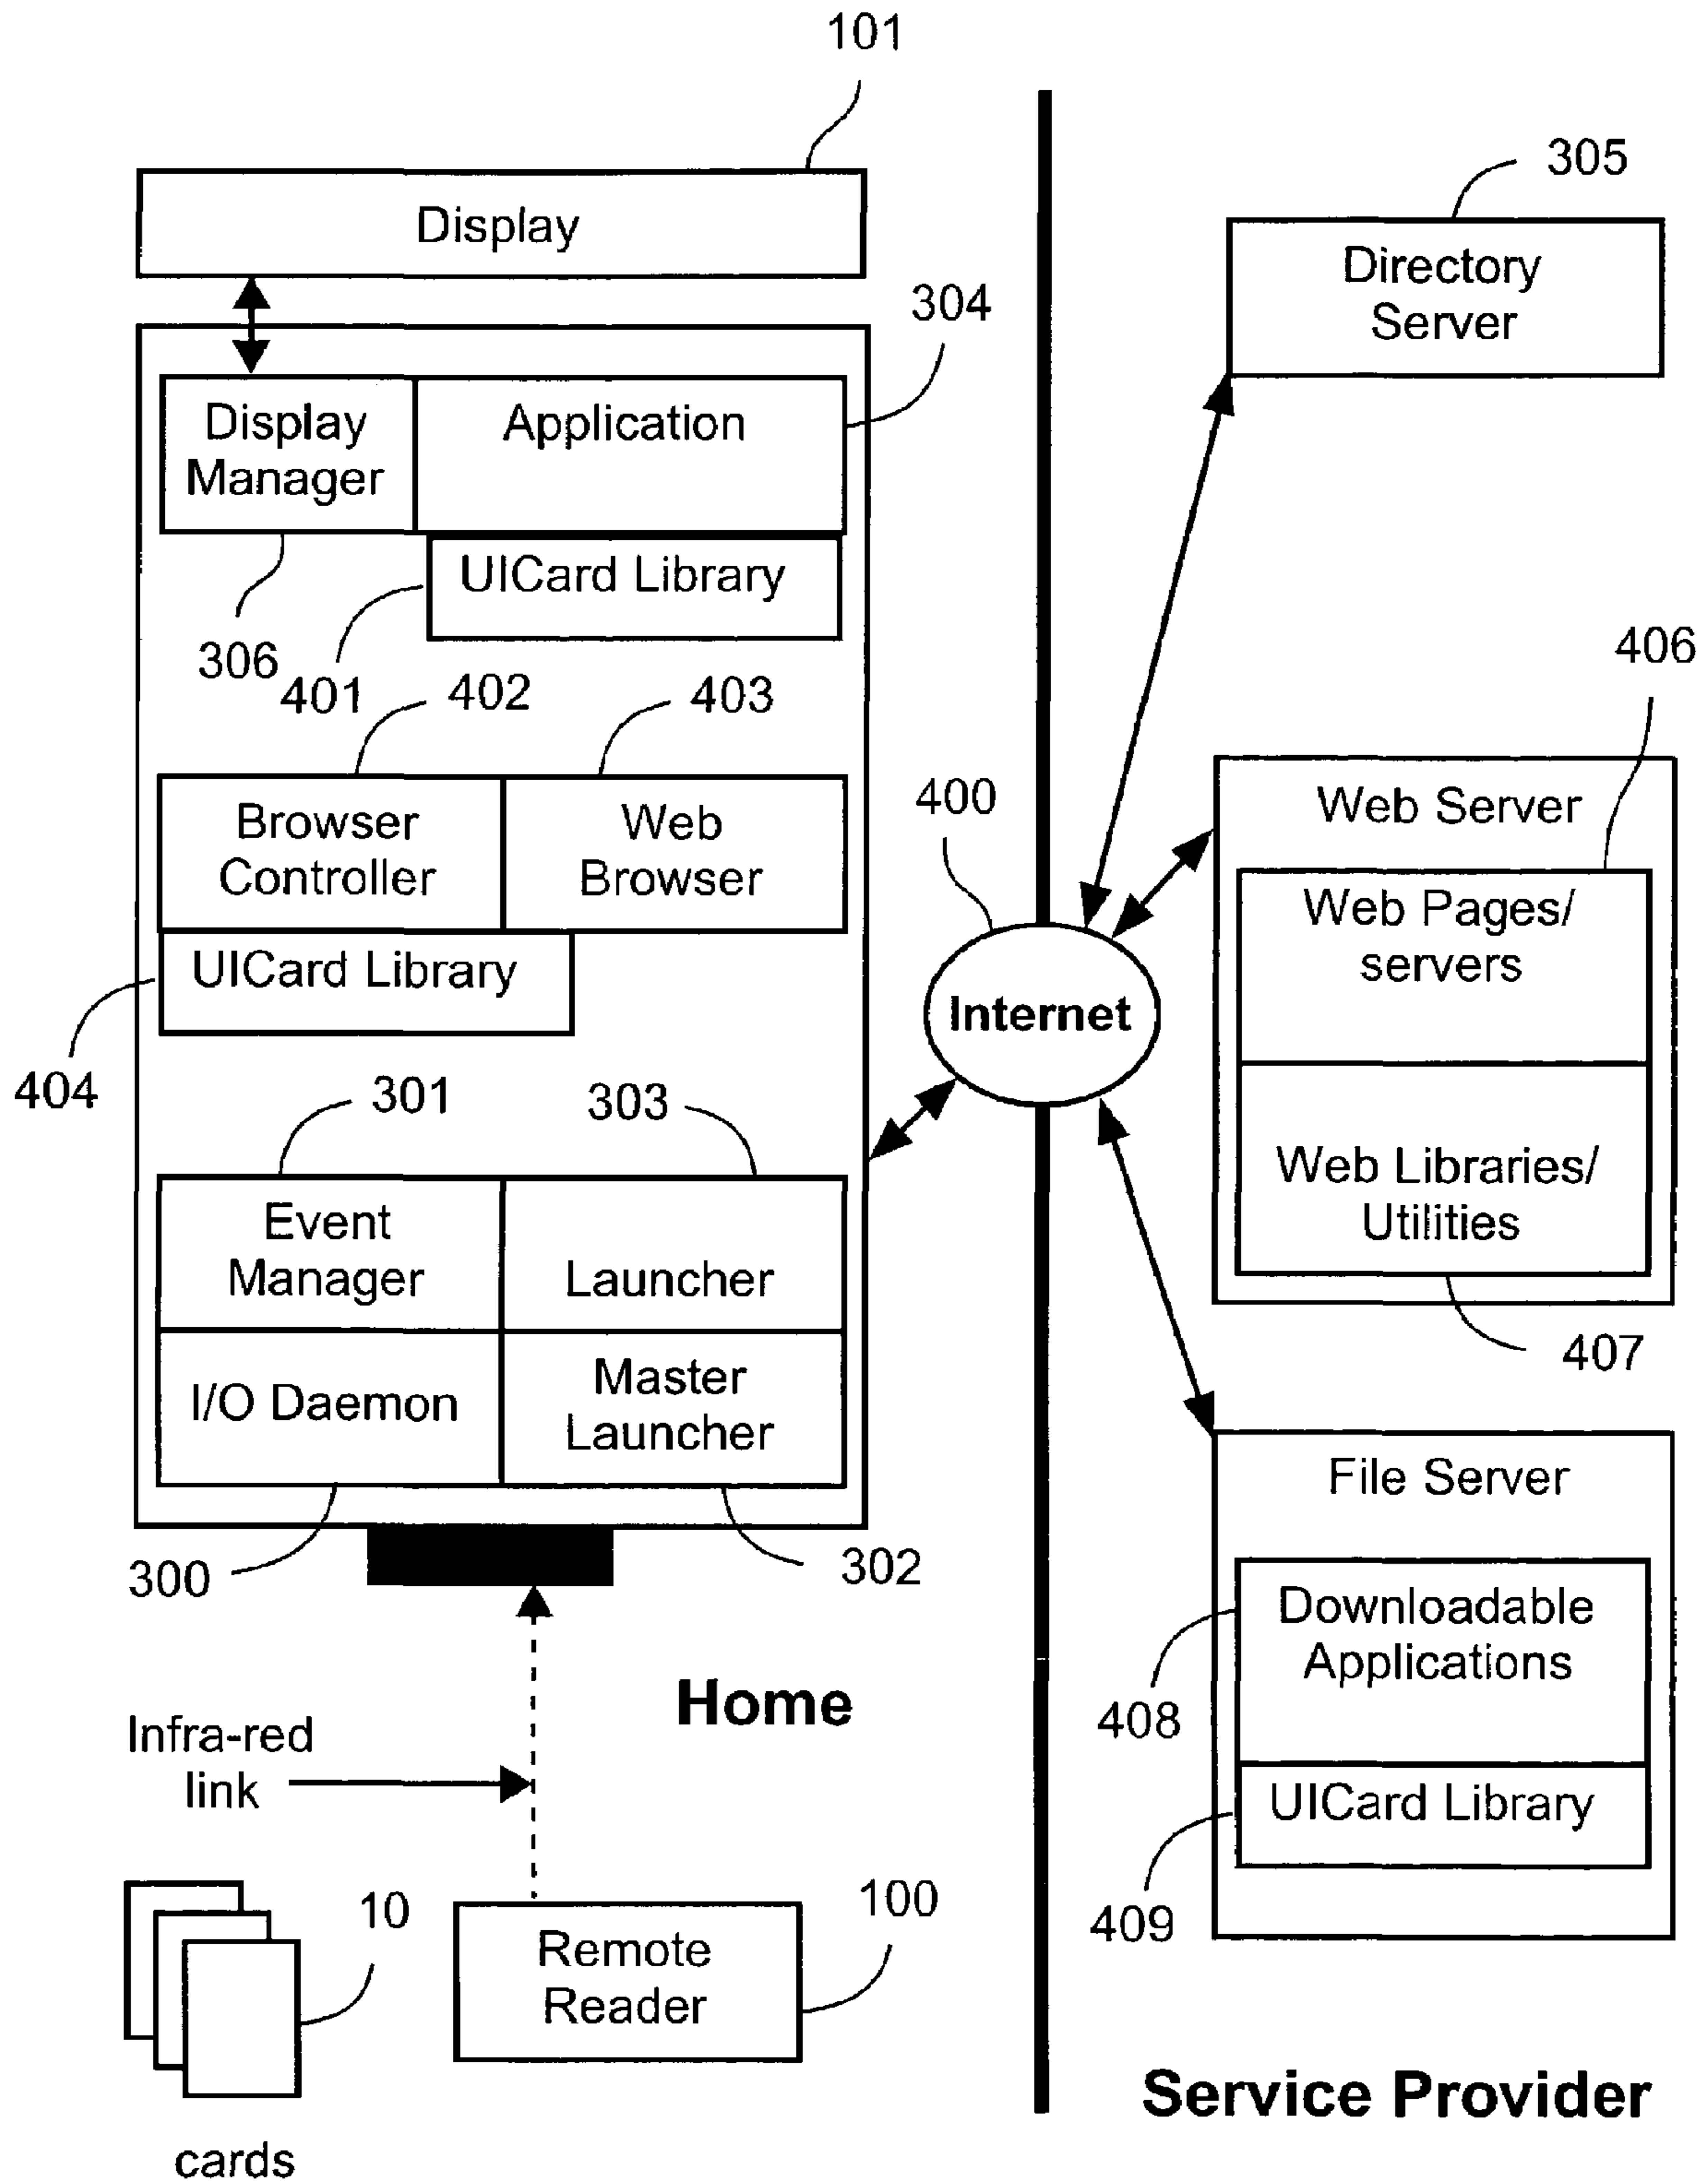 101
305
Display
Directory
Server
304
Display
Manager
Application
UICard Library
306
401
402
403
406
400
Browser
Controller
Web
Browser
UICard Library
404
Web Server
Web Pages/
servers
Internet
301
303
Event
Manager
Launcher
I/O Daemon
Master
Launcher
Web Libraries/
Utilities
407
300
302
File Server
Downloadable
Applications
408
UICard Library
409
Home
Infra-red
link
10
100
Remote
Reader
cards
Service Provider